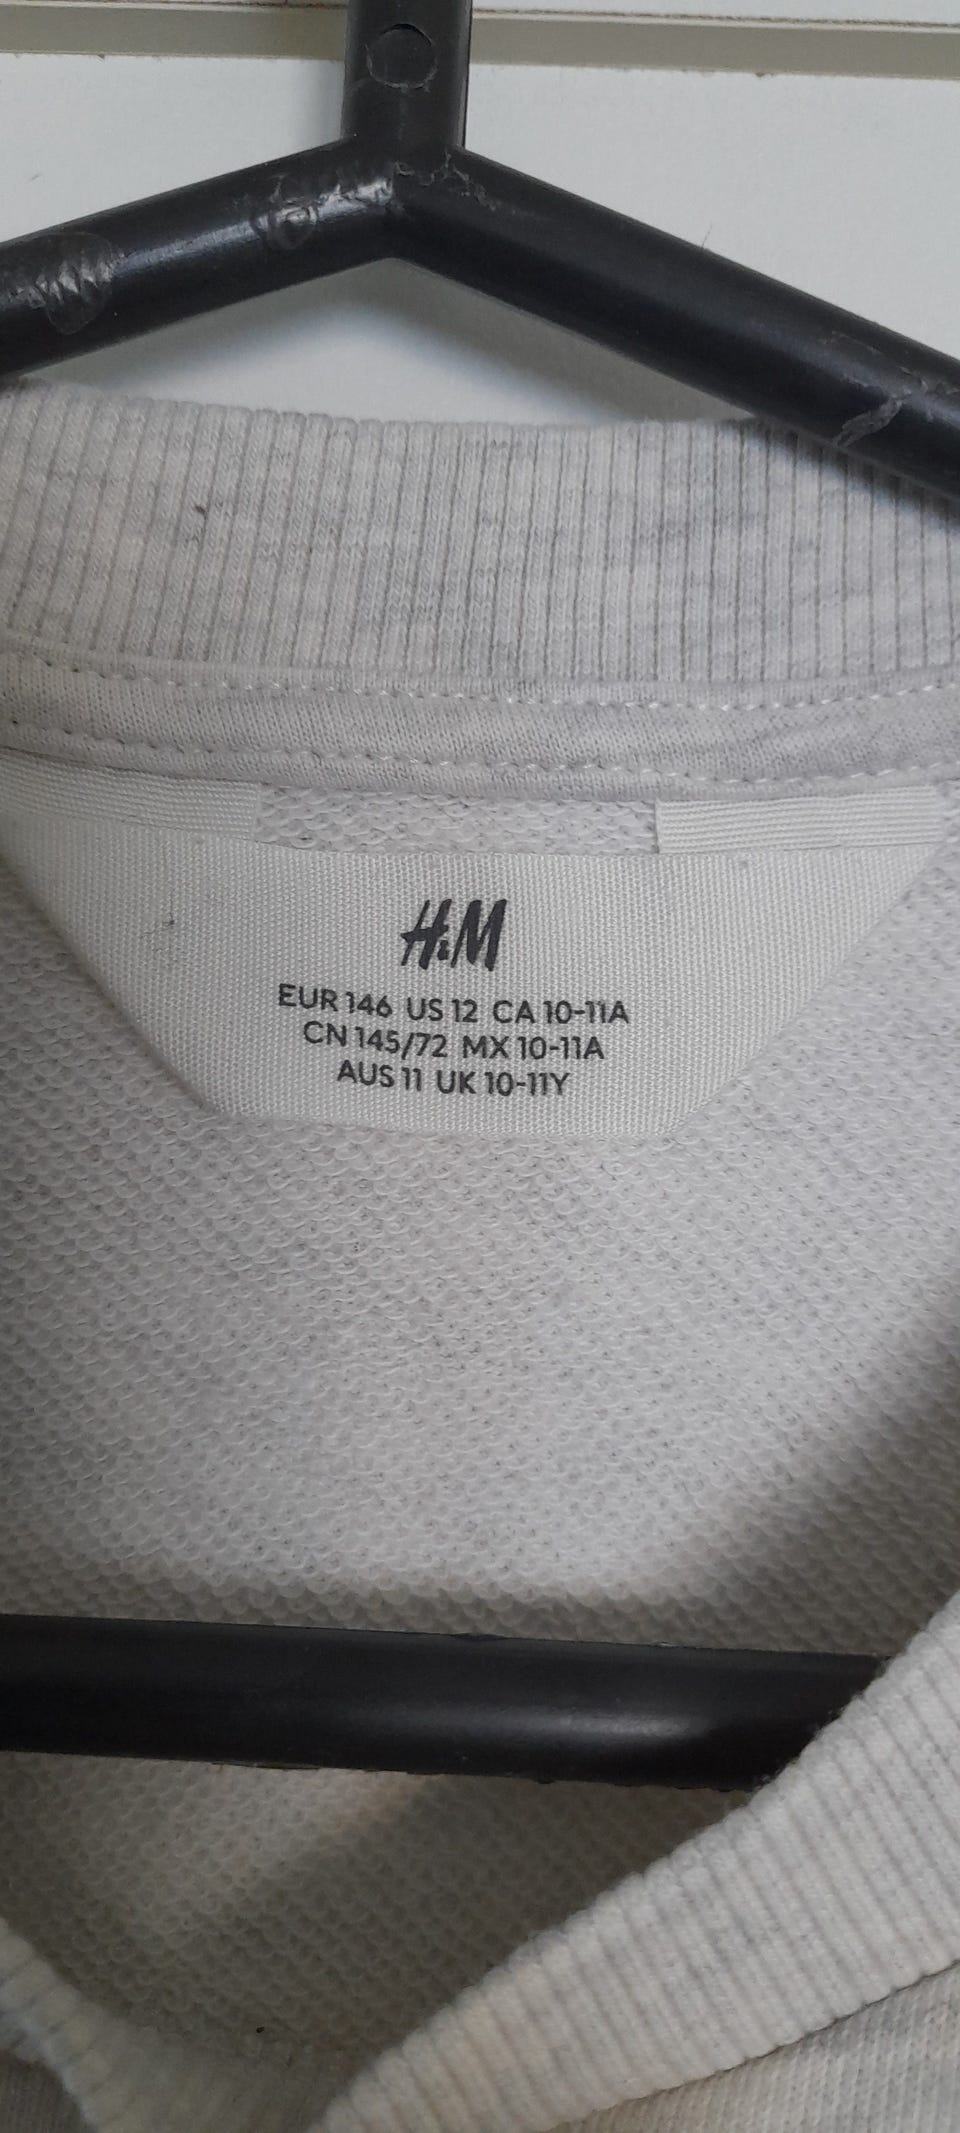 H&M
EUR 146 US 12 CA 10-11A
CN 145/72 MX 10-11A
AUS 11 UK 10-11Y